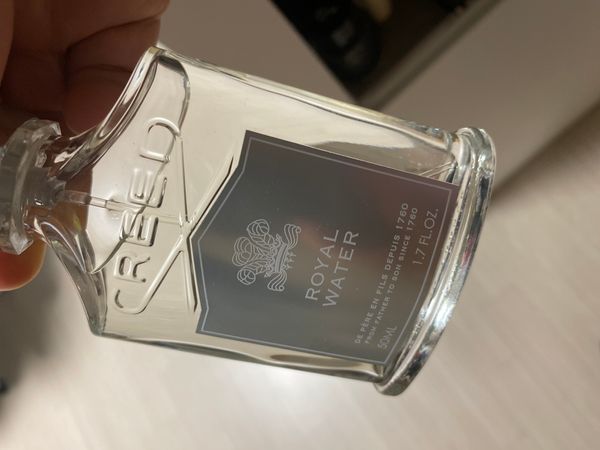 CREED
ROYAL
WATER
DE PÈRE EN FILS DEPUIS 1760
FROM FATHER TO SON SINCE 1760
50ML 1.7 FL.OZ.